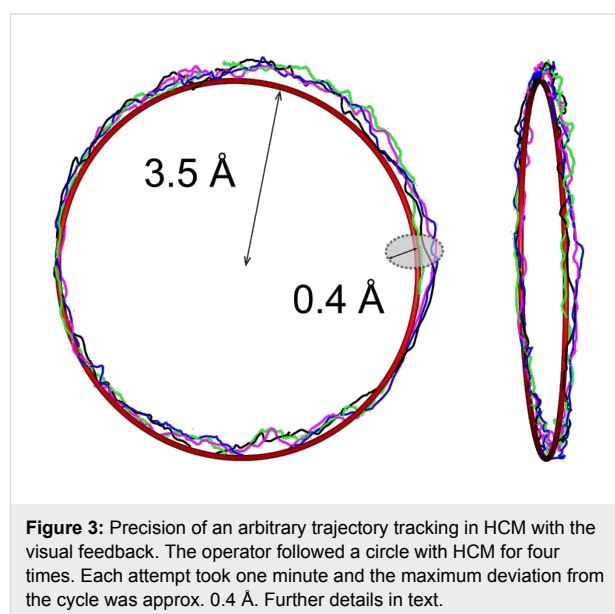 3.5 Å
0.4 Å
Figure 3: Precision of an arbitrary trajectory tracking in HCM with the
visual feedback. The operator followed a circle with HCM for four
times. Each attempt took one minute and the maximum deviation from
the cycle was approx. 0.4 Å. Further details in text.